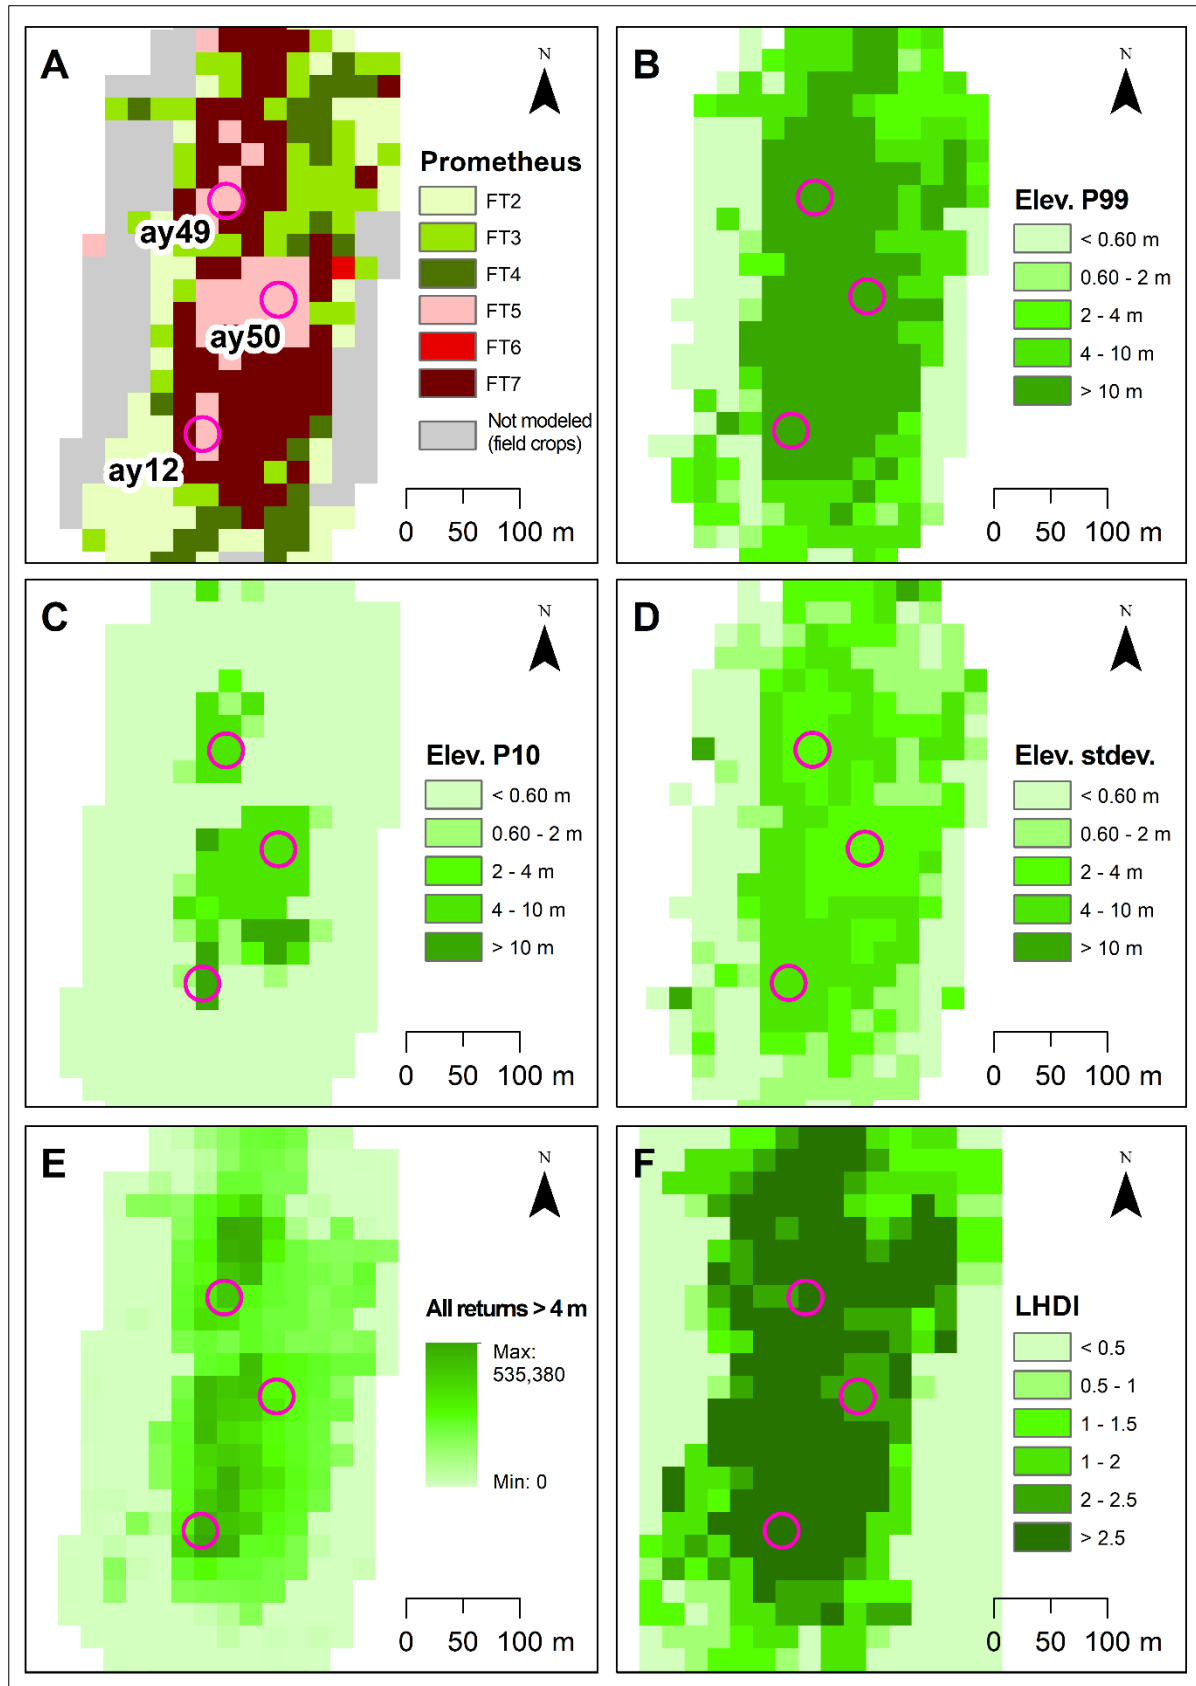 A
N
Prometheus
FT2
FT3
FT4
FT5
FT6
FT7
Not modeled
(field crops)
ay49
ay50
ay12
0 50 100 m
B
N
Elev. P99
< 0.60 m
0.60 - 2 m
2 - 4 m
4 - 10 m
> 10 m
0 50 100 m
C
N
Elev. P10
< 0.60 m
0.60 - 2 m
2 - 4 m
4 - 10 m
> 10 m
0 50 100 m
D
N
Elev. stdev.
< 0.60 m
0.60 - 2 m
2 - 4 m
4 - 10 m
> 10 m
0 50 100 m
E
N
All returns > 4 m
Max:
535,380
Min: 0
0 50 100 m
F
N
LHDI
< 0.5
0.5 - 1
1 - 1.5
1 - 2
2 - 2.5
> 2.5
0 50 100 m